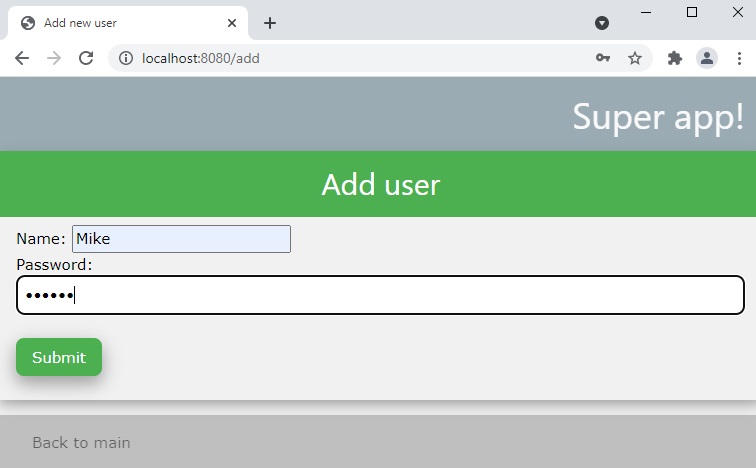 Add new user
localhost:8080/add
Super app!
Add user
Name: Mike
Password:
••••••
Submit
Back to main